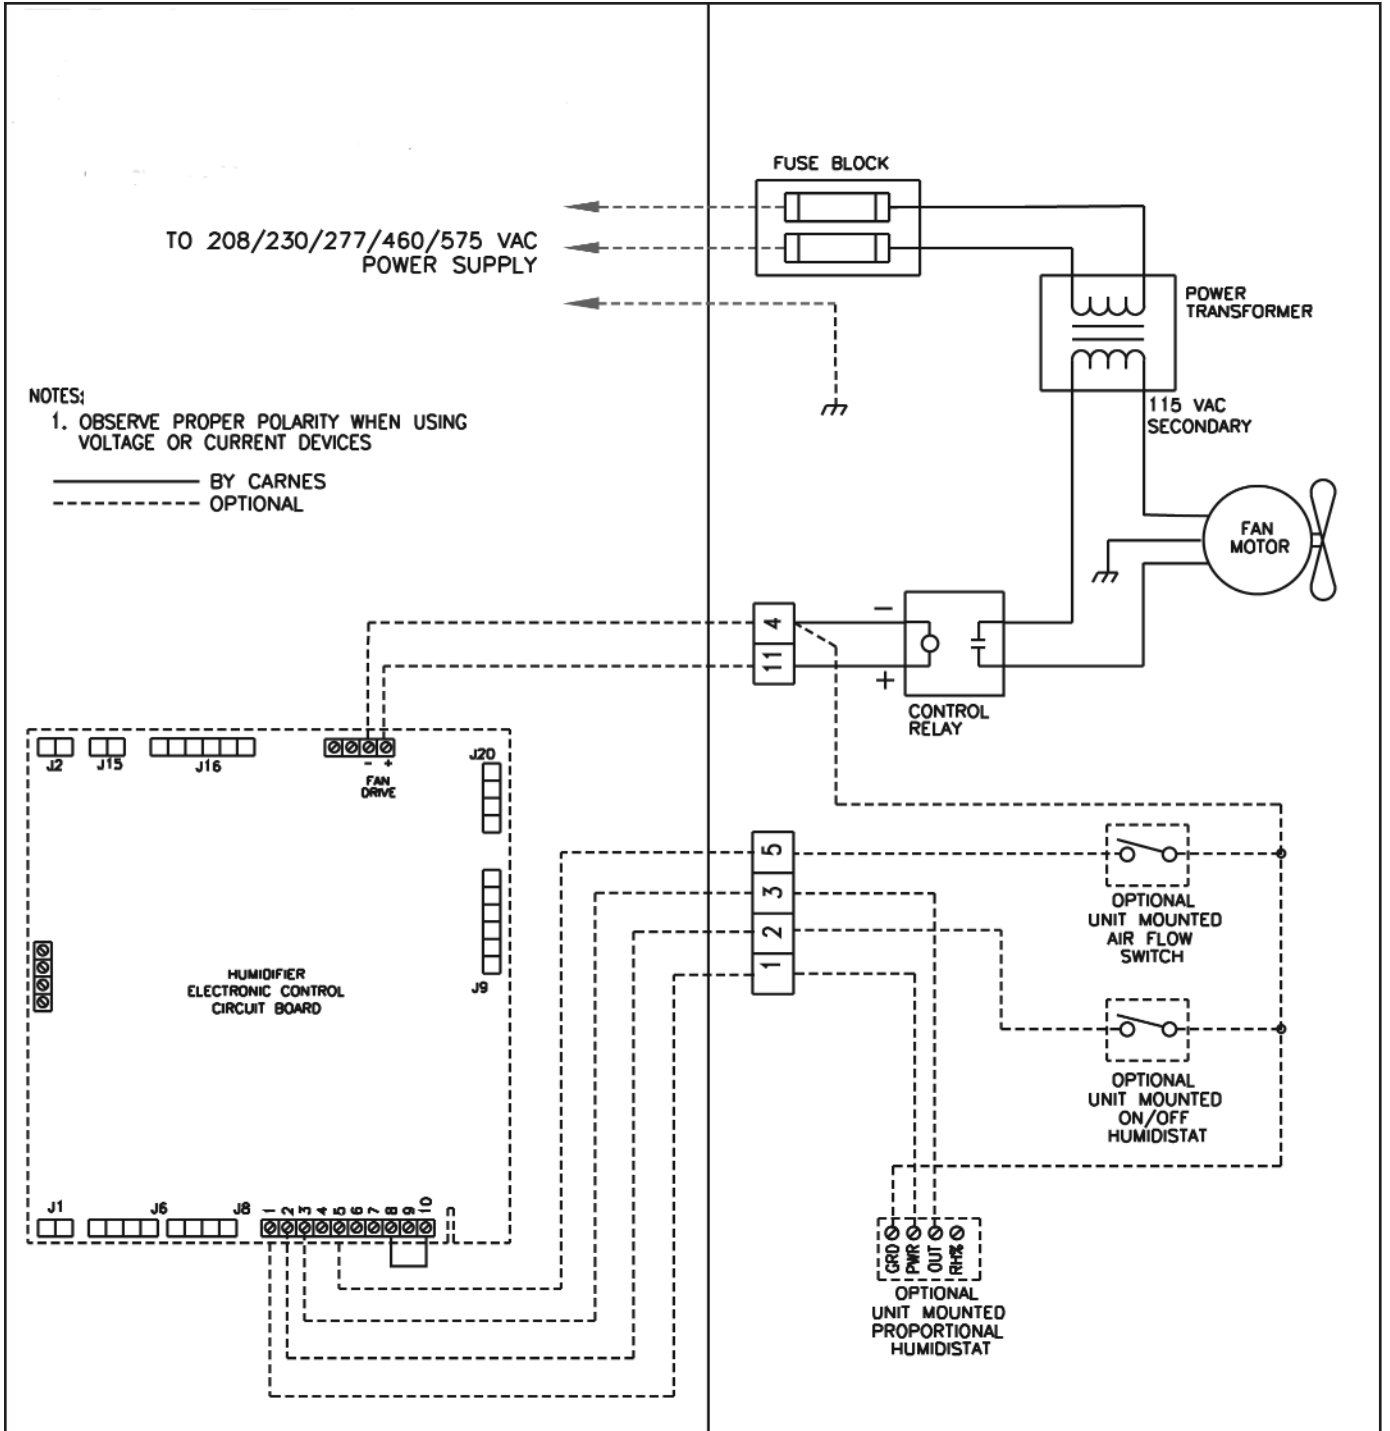 FUSE BLOCK
TO 208/230/277/460/575 VAC
POWER SUPPLY
POWER
TRANSFORMER
115 VAC
SECONDARY
NOTES:
1. OBSERVE PROPER POLARITY WHEN USING
VOLTAGE OR CURRENT DEVICES
BY CARNES
OPTIONAL
FAN
MOTOR
4
11
−
+
CONTROL
RELAY
J2
J15
J16
- +
FAN
DRIVE
J20
J9
HUMIDIFIER
ELECTRONIC CONTROL
CIRCUIT BOARD
J1
J6
J8
1 2 3 4 5 6 7 8 9 10
5
3
2
1
OPTIONAL
UNIT MOUNTED
AIR FLOW
SWITCH
OPTIONAL
UNIT MOUNTED
ON/OFF
HUMIDISTAT
GRD
PWR
OUT
RH%
OPTIONAL
UNIT MOUNTED
PROPORTIONAL
HUMIDISTAT